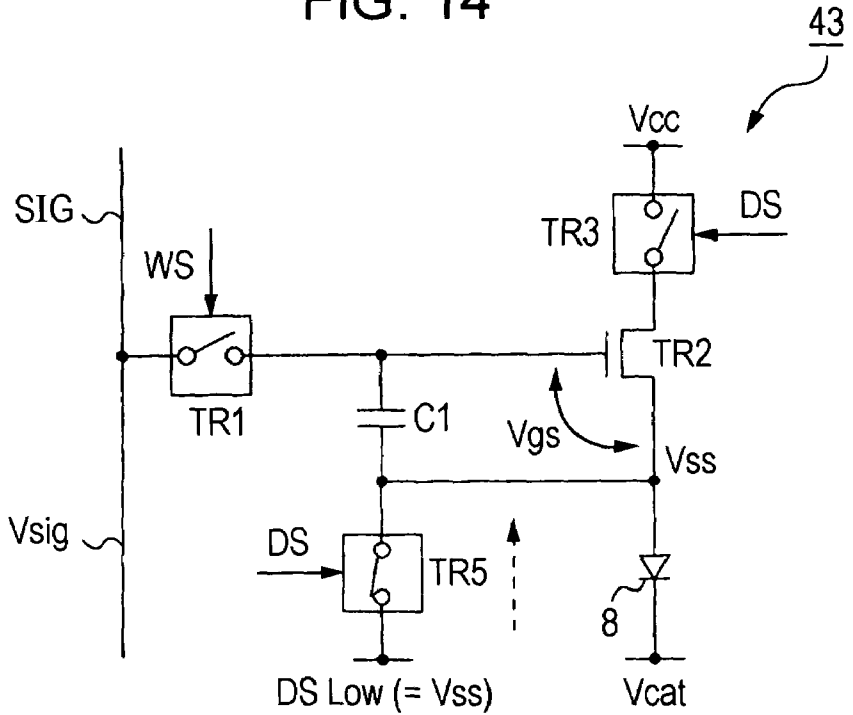 FIG. 14
43
Vcc
SIG
WS
TR3
DS
TR2
TR1
C1
Vgs
Vss
Vsig
DS
TR5
8
DS Low (= Vss)
Vcat